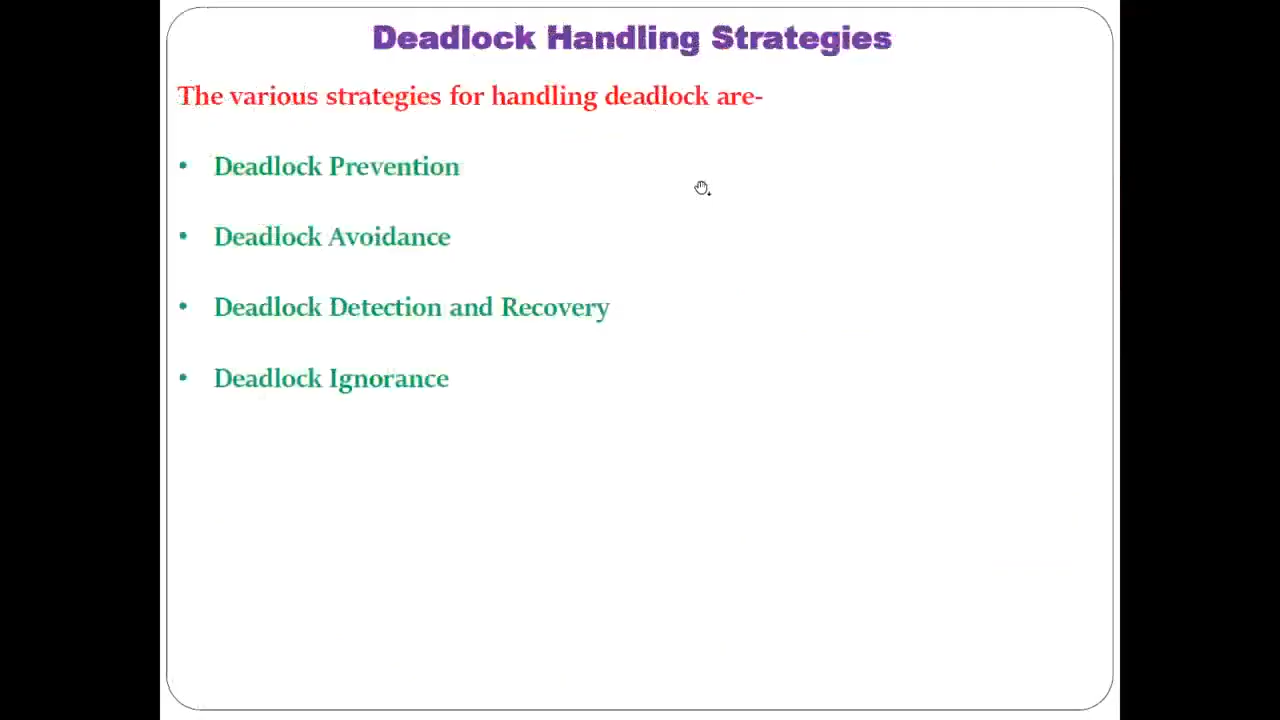 Deadlock Handling Strategies
The various strategies for handling deadlock are-
• Deadlock Prevention
• Deadlock Avoidance
• Deadlock Detection and Recovery
• Deadlock Ignorance